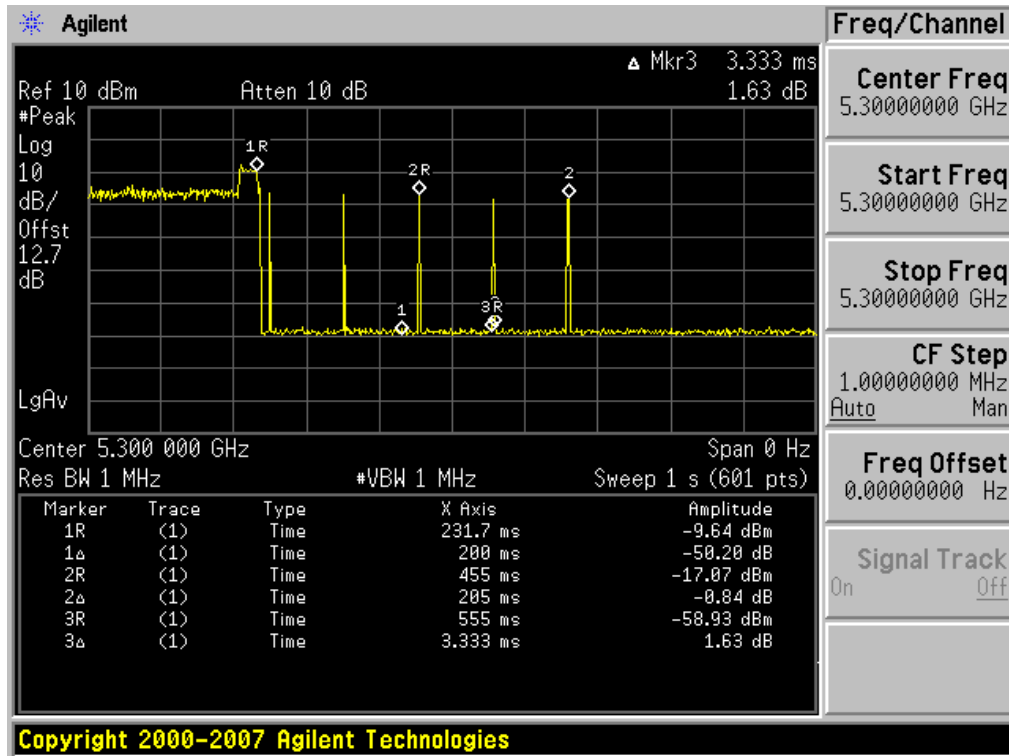 Agilent
Freq/Channel
▵ Mkr3 3.333 ms
Ref 10 dBm Atten 10 dB 1.63 dB
#Peak
Log
10
dB/
Offst
12.7
dB
LgAv
1R
2R
2
1
3R
Center 5.300 000 GHz Span 0 Hz
Res BW 1 MHz #VBW 1 MHz Sweep 1 s (601 pts)
Marker Trace Type X Axis Amplitude
1R (1) Time 231.7 ms -9.64 dBm
1▵ (1) Time 200 ms -50.20 dB
2R (1) Time 455 ms -17.07 dBm
2▵ (1) Time 205 ms -0.84 dB
3R (1) Time 555 ms -58.93 dBm
3▵ (1) Time 3.333 ms 1.63 dB
Center Freq
5.30000000 GHz
Start Freq
5.30000000 GHz
Stop Freq
5.30000000 GHz
CF Step
1.00000000 MHz
Auto Man
Freq Offset
0.00000000 Hz
Signal Track
On Off
Copyright 2000-2007 Agilent Technologies